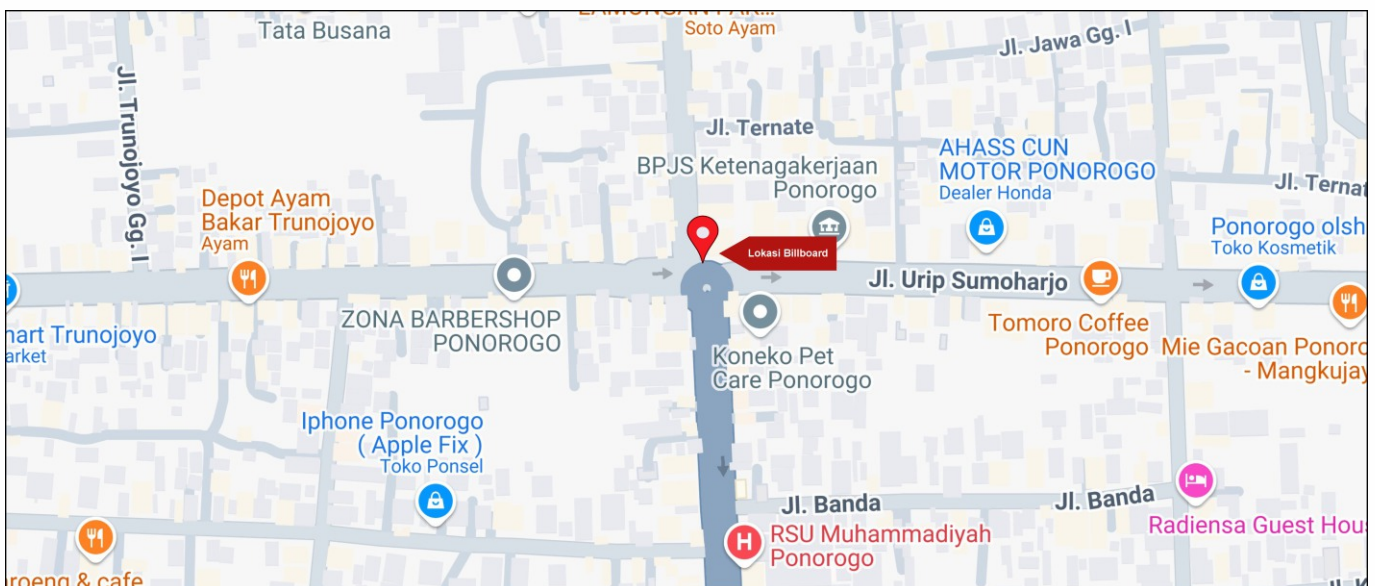 Tata Busana
Soto Ayam
Jl. Jawa Gg. I
Jl. Trunojoyo Gg. I
Jl. Ternate
BPJS Ketenagakerjaan
Ponorogo
AHASS CUN
MOTOR PONOROGO
Dealer Honda
Jl. Ternat
Depot Ayam
Bakar Trunojoyo
Ayam
Lokasi Billboard
Ponorogo olsh
Toko Kosmetik
Jl. Urip Sumoharjo
ZONA BARBERSHOP
PONOROGO
nart Trunojoyo
arket
Koneko Pet
Care Ponorogo
Tomoro Coffee
Ponorogo
Mie Gacoan Ponoro
- Mangkujay
Iphone Ponorogo
( Apple Fix )
Toko Ponsel
Jl. Banda
Jl. Banda
H
RSU Muhammadiyah
Ponorogo
Radiensa Guest Hou
roeng & cafe